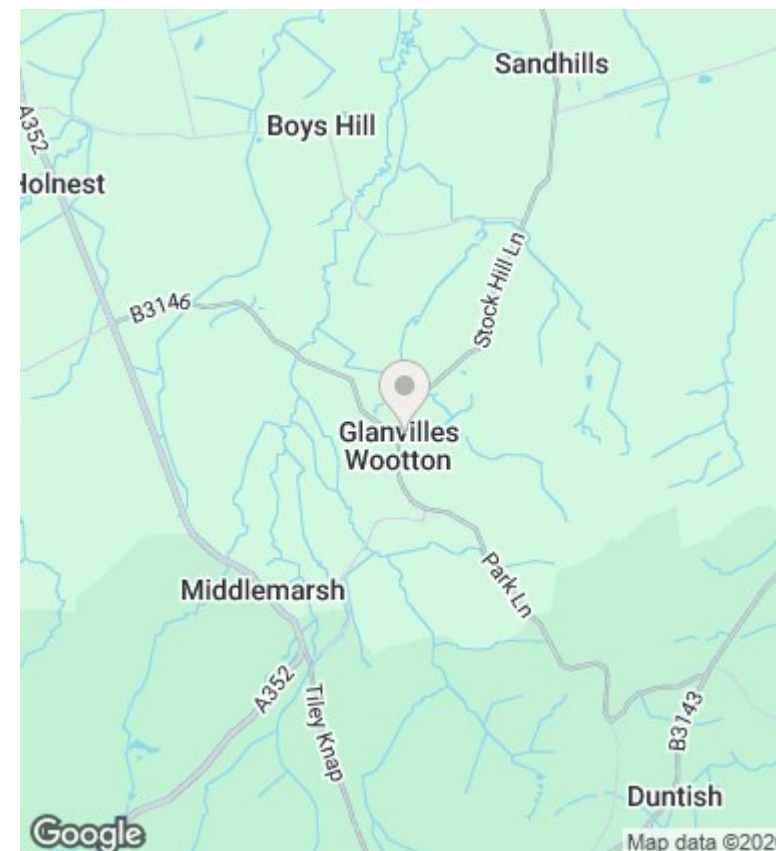 Sandhills
Boys Hill
A352
Holnest
Stock Hill Ln
B3146
Glanvilles
Wootton
Park Ln
Middlemarsh
A352
Tiley Knap
B3143
Duntish
Google
Map data ©202